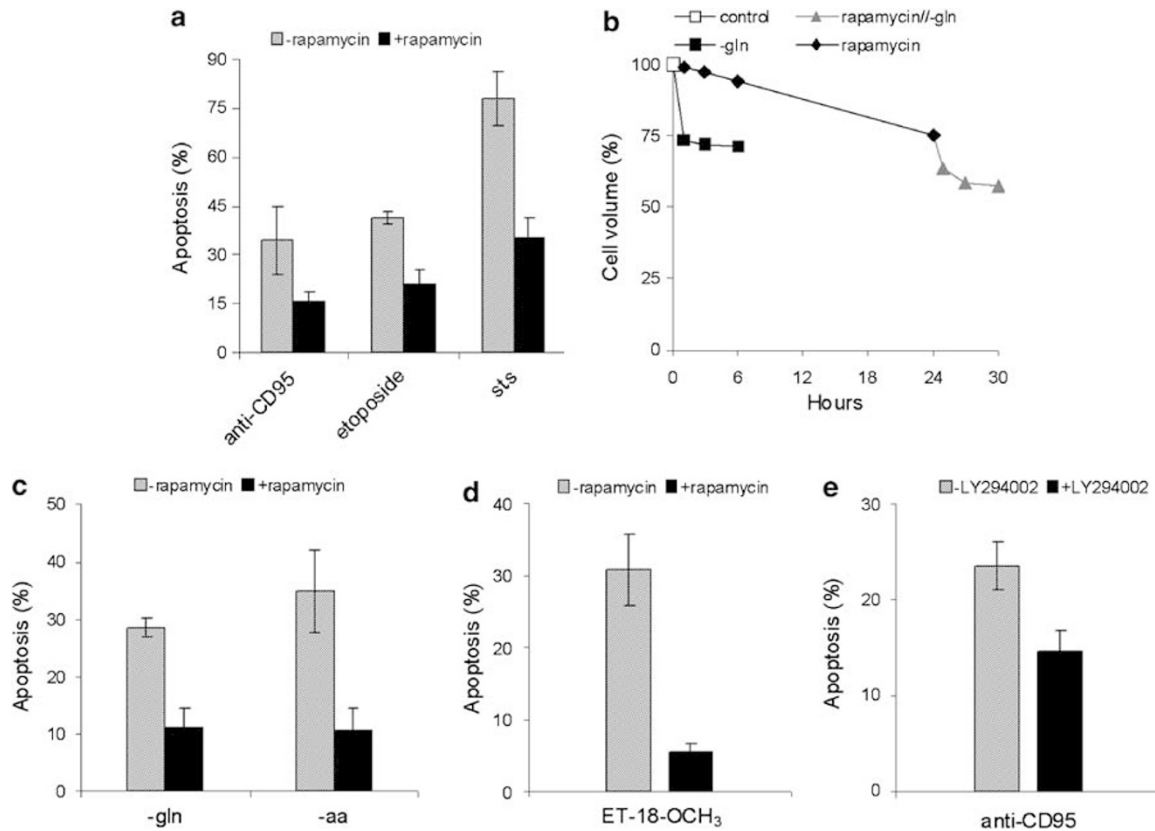 a
-rapamycin +rapamycin
90
75
60
45
30
15
0
Apoptosis (%)
anti-CD95
etoposide
sts
b
control rapamycin//-gln
-gln rapamycin
100
75
50
25
0
Cell volume (%)
0 6 12 18 24 30
Hours
c
-rapamycin +rapamycin
50
40
30
20
10
0
Apoptosis (%)
-gln -aa
d
-rapamycin +rapamycin
40
30
20
10
0
Apoptosis (%)
ET-18-OCH₃
e
-LY294002 +LY294002
30
20
10
0
Apoptosis (%)
anti-CD95